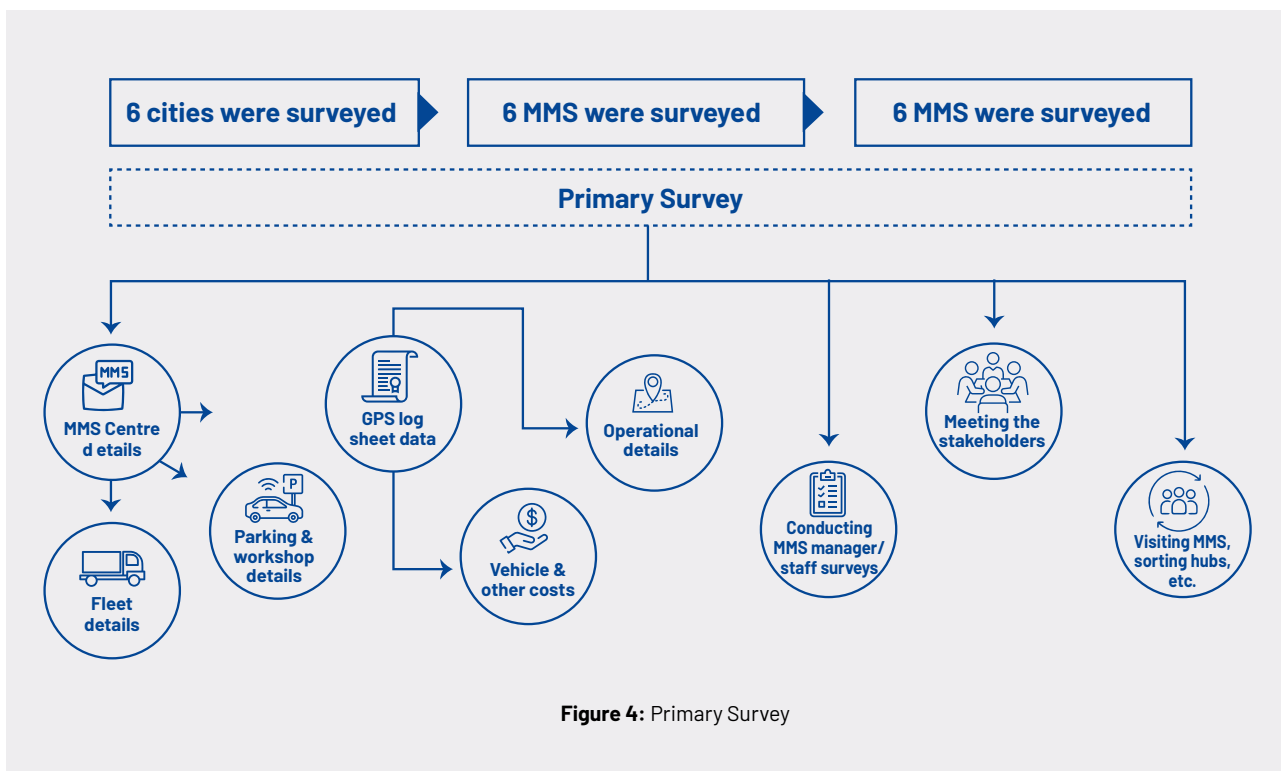 6 cities were surveyed
6 MMS were surveyed
6 MMS were surveyed
Primary Survey
MMS
MMS Centre
d etails
Fleet
details
P
Parking &
workshop
details
GPS log
sheet data
Operational
details
$
Vehicle &
other costs
Conducting
MMS manager/
staff surveys
Meeting the
stakeholders
Visiting MMS,
sorting hubs,
etc.
Figure 4: Primary Survey